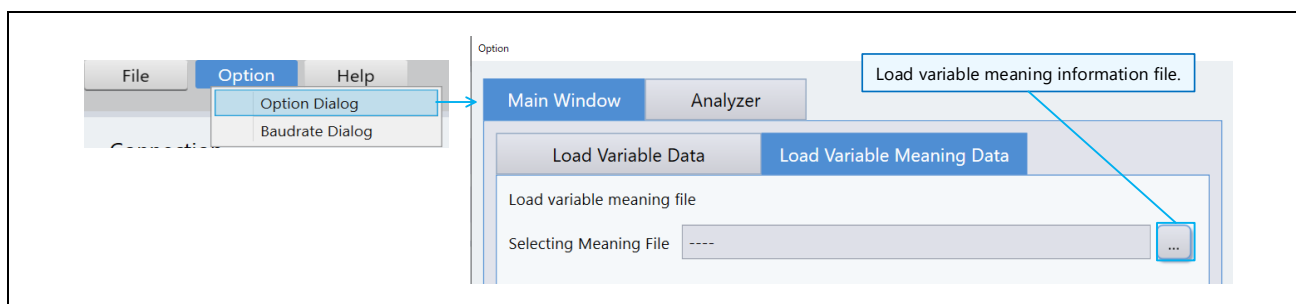 File Option Help
Option Dialog
Baudrate Dialog
Connection
Option
Load variable meaning information file.
Main Window Analyzer
Load Variable Data Load Variable Meaning Data
Load variable meaning file
Selecting Meaning File ---- ...